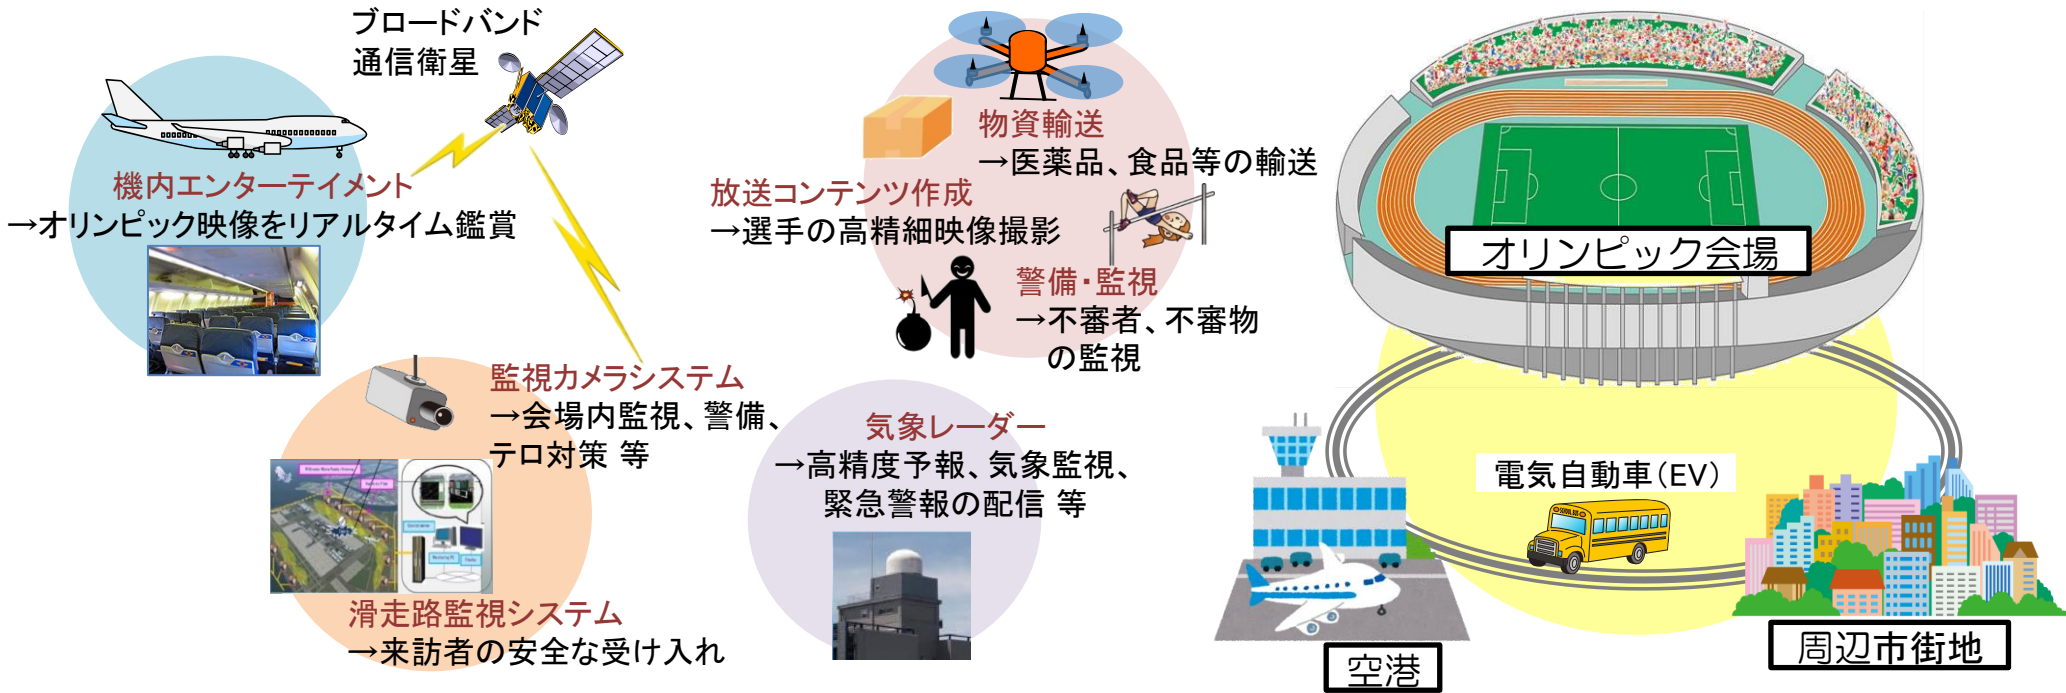 ブロードバンド
通信衛星
機内エンターテイメント
→オリンピック映像をリアルタイム鑑賞
物資輸送
→医薬品、食品等の輸送
放送コンテンツ作成
→選手の高精細映像撮影
警備・監視
→不審者、不審物
の監視
監視カメラシステム
→会場内監視、警備、
テロ対策 等
滑走路監視システム
→来訪者の安全な受け入れ
気象レーダー
→高精度予報、気象監視、
緊急警報の配信 等
オリンピック会場
電気自動車(EV)
SCHOOL BUS
空港
周辺市街地